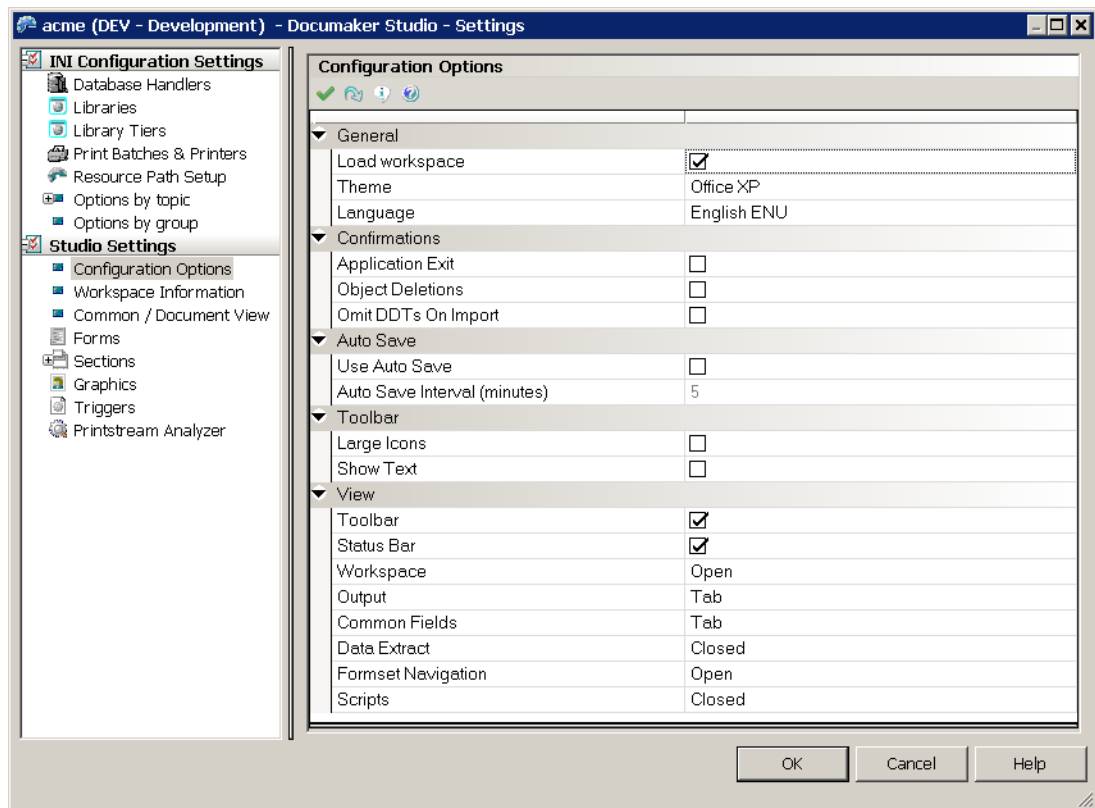 acme (DEV - Development) - Documaker Studio - Settings
INI Configuration Settings
Database Handlers
Libraries
Library Tiers
Print Batches & Printers
Resource Path Setup
Options by topic
Options by group
Studio Settings
Configuration Options
Workspace Information
Common / Document View
Forms
Sections
Graphics
Triggers
Printstream Analyzer
Configuration Options
General
Load workspace
Theme Office XP
Language English ENU
Confirmations
Application Exit
Object Deletions
Omit DDTs On Import
Auto Save
Use Auto Save
Auto Save Interval (minutes) 5
Toolbar
Large Icons
Show Text
View
Toolbar
Status Bar
Workspace Open
Output Tab
Common Fields Tab
Data Extract Closed
Formset Navigation Open
Scripts Closed
OK Cancel Help